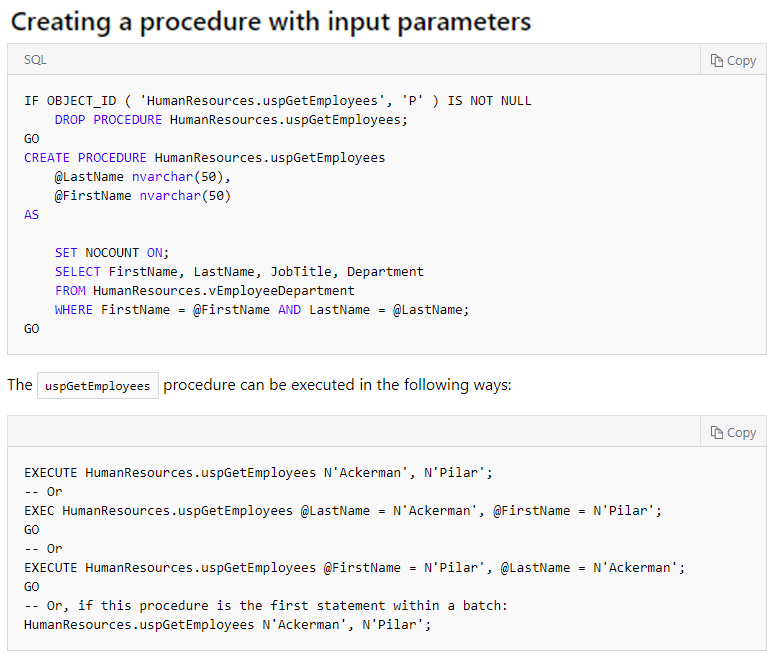 Creating a procedure with input parameters
SQL
Copy
IF OBJECT_ID ( 'HumanResources.uspGetEmployees', 'P' ) IS NOT NULL
    DROP PROCEDURE HumanResources.uspGetEmployees;
GO
CREATE PROCEDURE HumanResources.uspGetEmployees
    @LastName nvarchar(50),
    @FirstName nvarchar(50)
AS

    SET NOCOUNT ON;
    SELECT FirstName, LastName, JobTitle, Department
    FROM HumanResources.vEmployeeDepartment
    WHERE FirstName = @FirstName AND LastName = @LastName;
GO
The uspGetEmployees procedure can be executed in the following ways:
Copy
EXECUTE HumanResources.uspGetEmployees N'Ackerman', N'Pilar';
-- Or
EXEC HumanResources.uspGetEmployees @LastName = N'Ackerman', @FirstName = N'Pilar';
GO
-- Or
EXECUTE HumanResources.uspGetEmployees @FirstName = N'Pilar', @LastName = N'Ackerman';
GO
-- Or, if this procedure is the first statement within a batch:
HumanResources.uspGetEmployees N'Ackerman', N'Pilar';